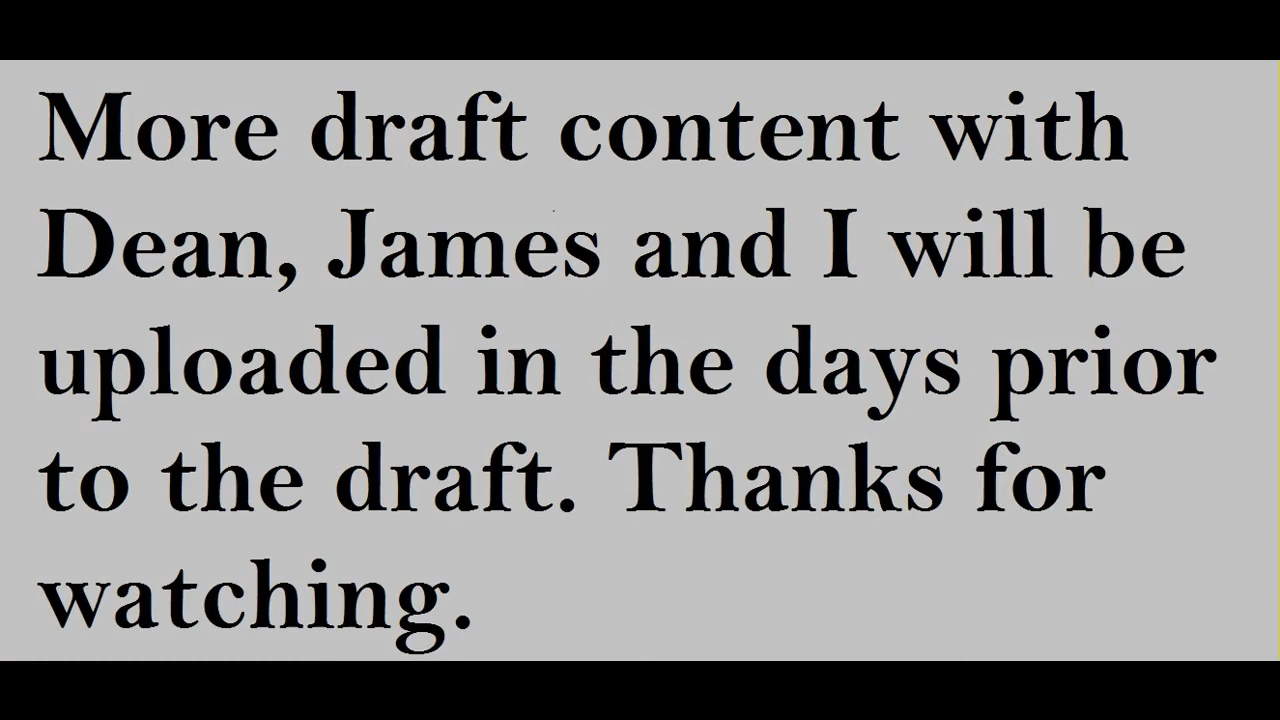 More draft content with
Dean, James and I will be
uploaded in the days prior
to the draft. Thanks for
watching.